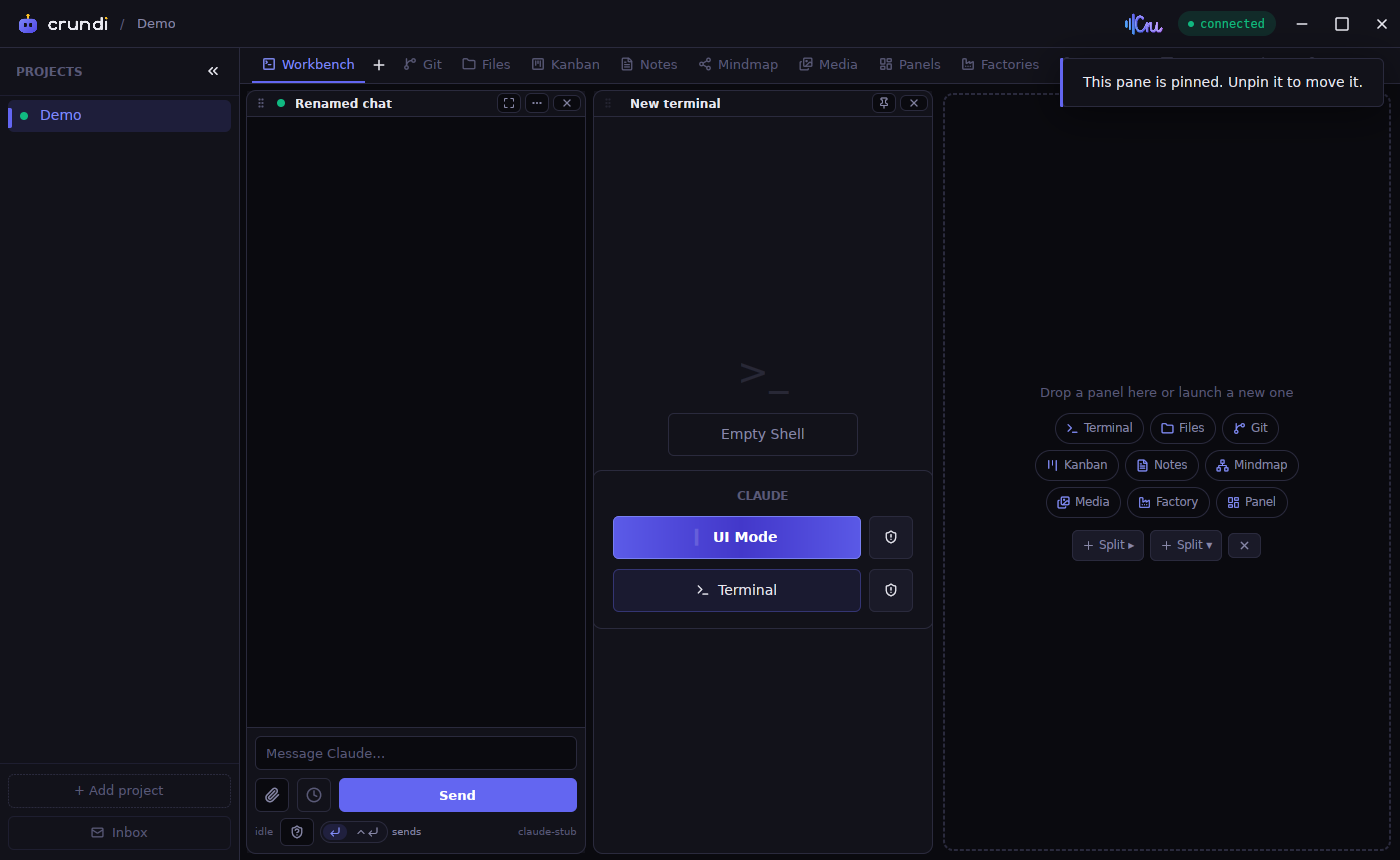 crundi / Demo
Cru
connected
PROJECTS
Workbench
Git
Files
Kanban
Notes
Mindmap
Media
Panels
Factories
This pane is pinned. Unpin it to move it.
Demo
Renamed chat
New terminal
>_
Empty Shell
CLAUDE
UI Mode
Terminal
Drop a panel here or launch a new one
Terminal
Files
Git
Kanban
Notes
Mindmap
Media
Factory
Panel
+ Split ▸
+ Split ▾
Message Claude...
Send
idle
sends
claude-stub
+ Add project
Inbox